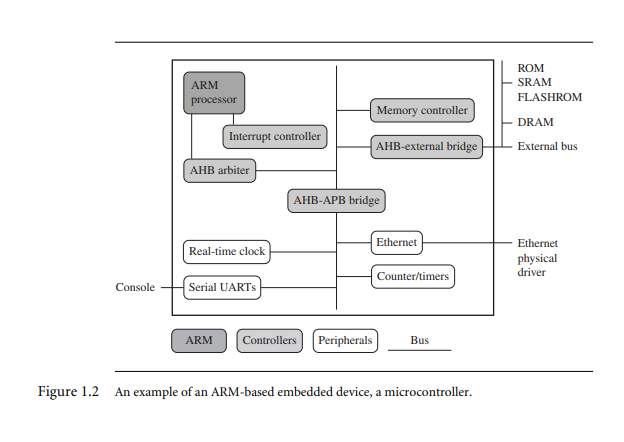 ARM
processor
Interrupt controller
AHB arbiter
Memory controller
AHB-external bridge
AHB-APB bridge
ROM
SRAM
FLASHROM
DRAM
External bus
Real-time clock
Console
Serial UARTs
Ethernet
Counter/timers
Ethernet
physical
driver
ARM
Controllers
Peripherals
Bus
Figure 1.2 An example of an ARM-based embedded device, a microcontroller.